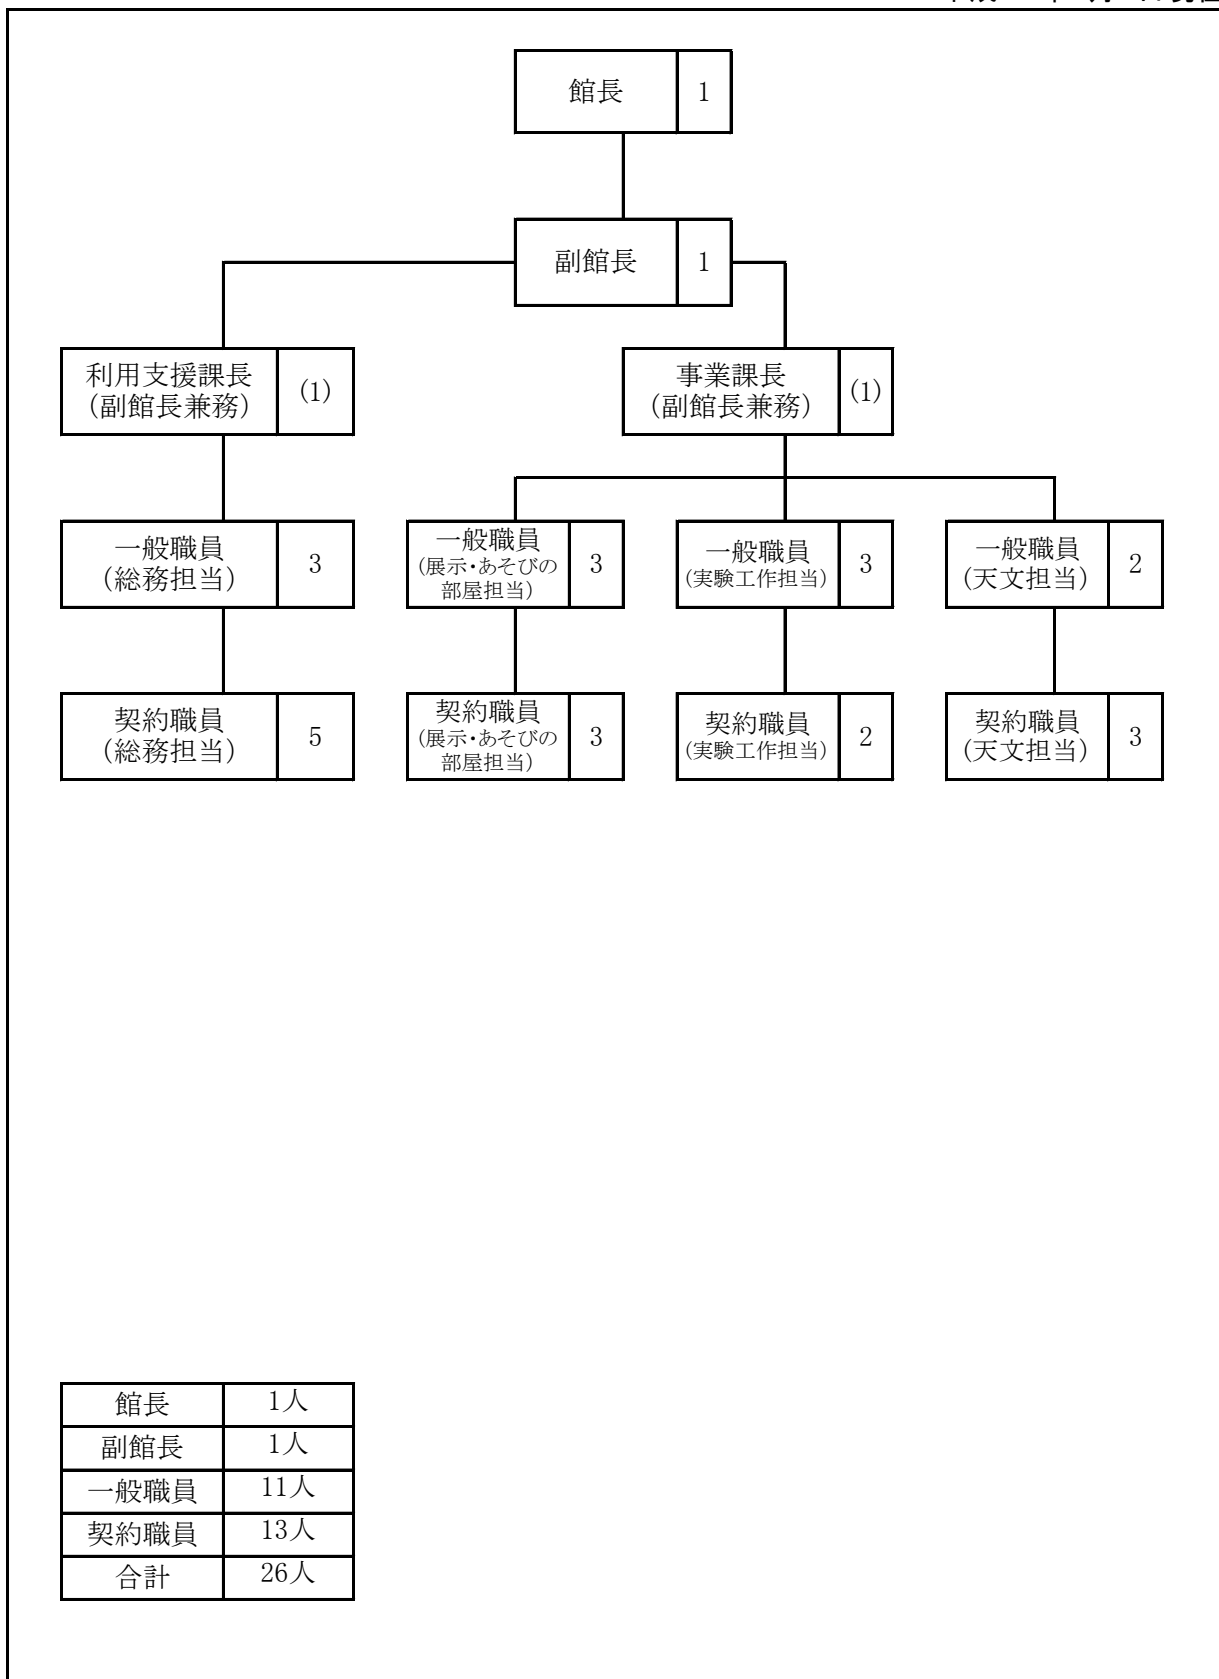 館長 1
副館長 1
利用支援課長
(副館長兼務) (1)
事業課長
(副館長兼務) (1)
一般職員
(総務担当) 3
一般職員
(展示・あそびの
部屋担当) 3
一般職員
(実験工作担当) 3
一般職員
(天文担当) 2
契約職員
(総務担当) 5
契約職員
(展示・あそびの
部屋担当) 3
契約職員
(実験工作担当) 2
契約職員
(天文担当) 3
館長 1人
副館長 1人
一般職員 11人
契約職員 13人
合計 26人